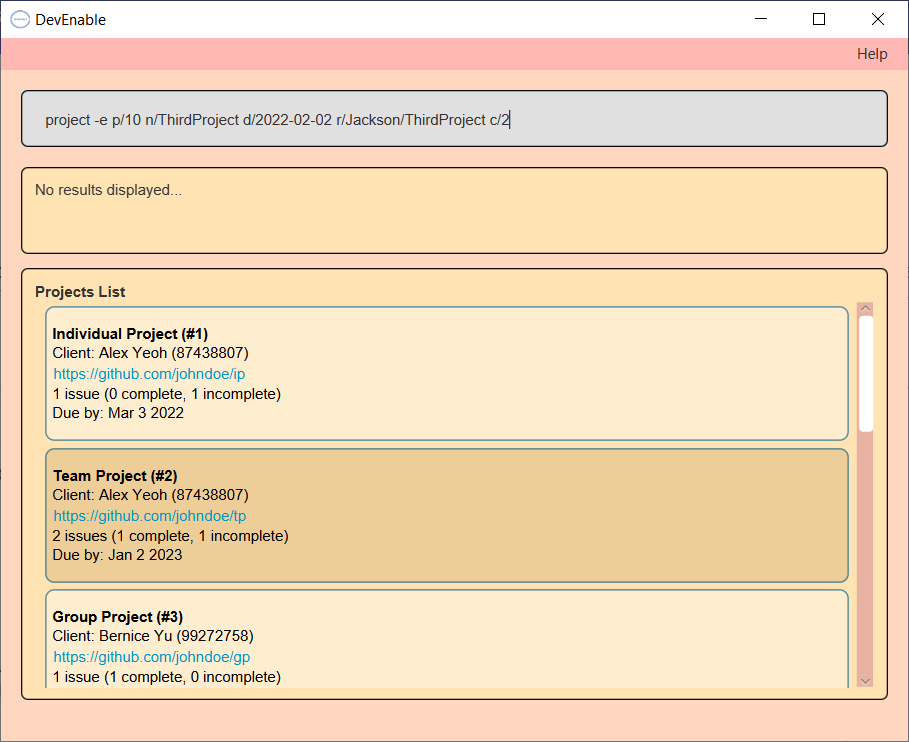 DevEnable
Help
project -e p/10 n/ThirdProject d/2022-02-02 r/Jackson/ThirdProject c/2
No results displayed...
Projects List
Individual Project (#1)
Client: Alex Yeoh (87438807)
https://github.com/johndoe/ip
1 issue (0 complete, 1 incomplete)
Due by: Mar 3 2022
Team Project (#2)
Client: Alex Yeoh (87438807)
https://github.com/johndoe/tp
2 issues (1 complete, 1 incomplete)
Due by: Jan 2 2023
Group Project (#3)
Client: Bernice Yu (99272758)
https://github.com/johndoe/gp
1 issue (1 complete, 0 incomplete)